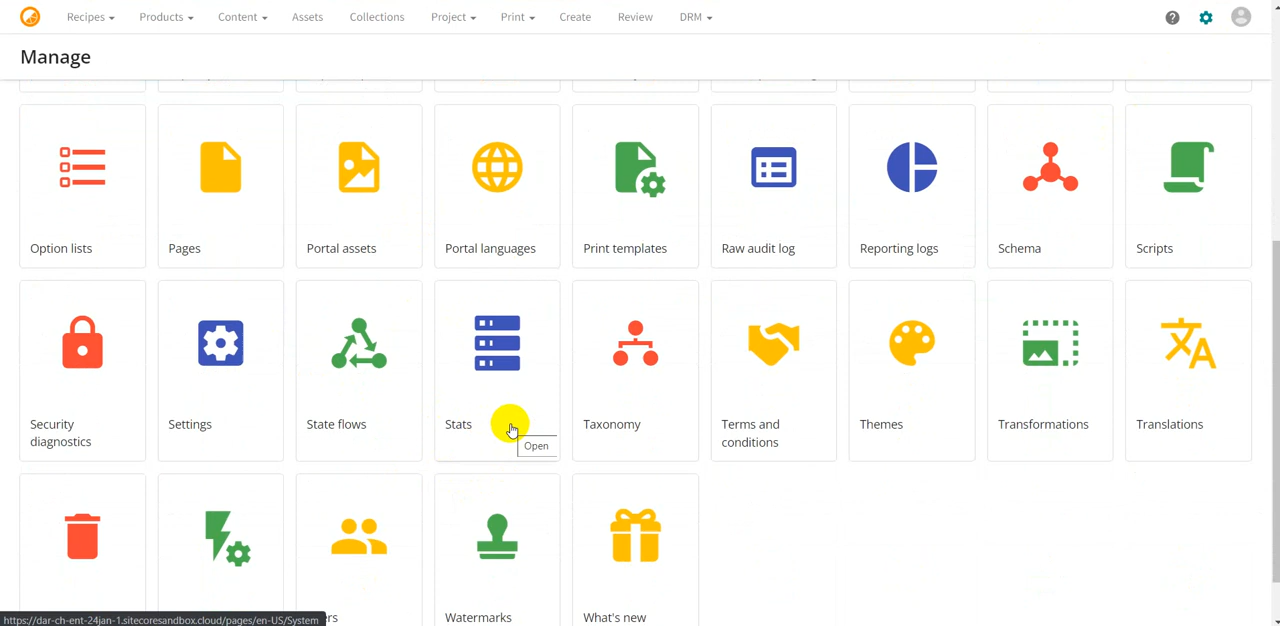 Recipes Products Content Assets Collections Project Print Create Review DRM
Manage
Option lists Pages Portal assets Portal languages Print templates Raw audit log Reporting logs Schema Scripts
Security diagnostics Settings State flows Stats Taxonomy Terms and conditions Themes Transformations Translations
Open
Watermarks What's new
https://dar-ch-ent-24jan-1.sitecoresandbox.cloud/pages/en-US/System